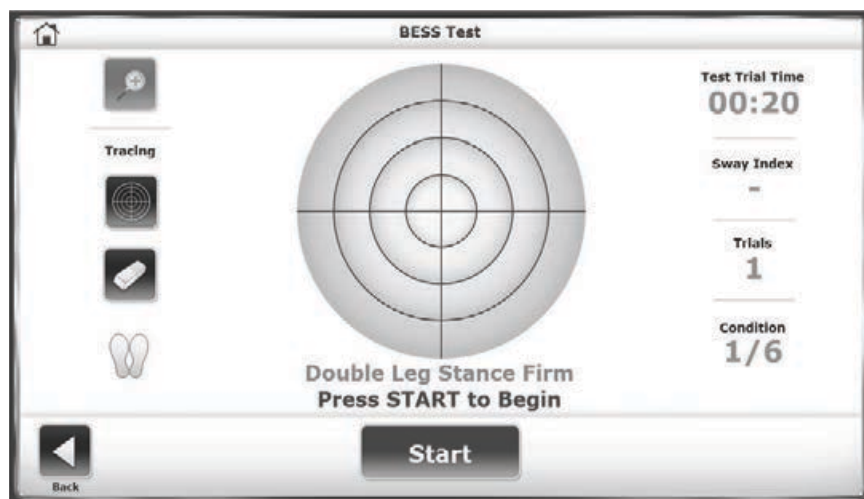 BESS Test
Tracing
Test Trial Time
00:20
Sway Index
-
Trials
1
Condition
1/6
Double Leg Stance Firm
Press START to Begin
Start
Back